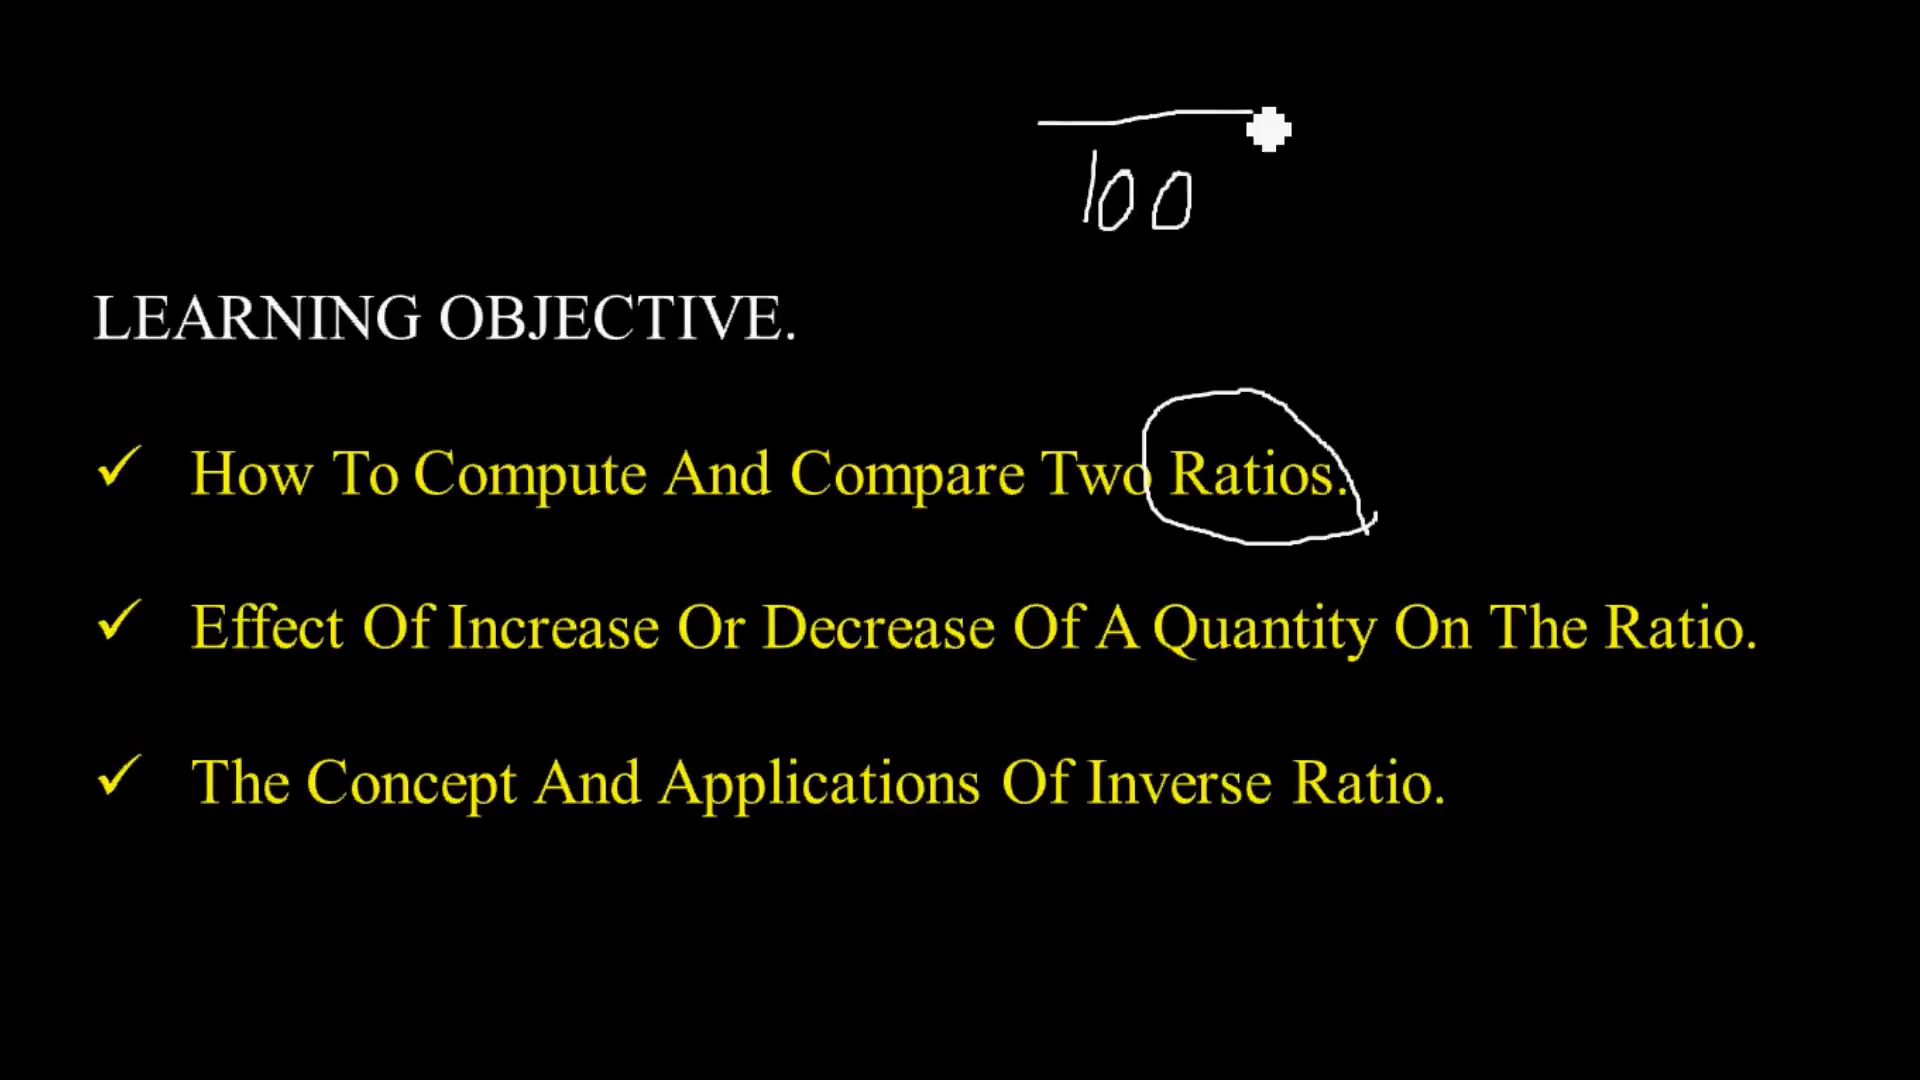 100
LEARNING OBJECTIVE.
✓ How To Compute And Compare Two Ratios.
✓ Effect Of Increase Or Decrease Of A Quantity On The Ratio.
✓ The Concept And Applications Of Inverse Ratio.